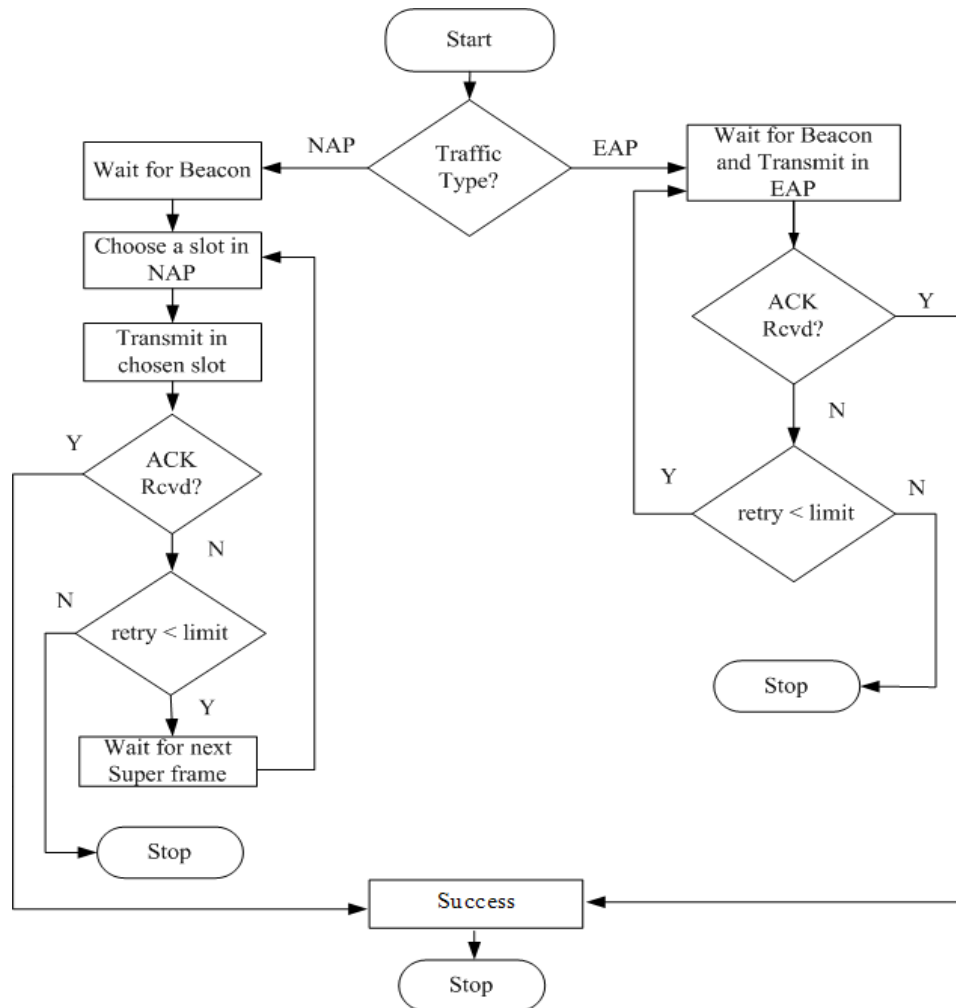 Start
NAP
Traffic
Type?
EAP
Wait for Beacon
Wait for Beacon
and Transmit in
EAP
Choose a slot in
NAP
Transmit in
chosen slot
ACK
Rcvd?
Y
N
Y
ACK
Rcvd?
N
retry < limit
Y
N
N
retry < limit
Y
Wait for next
Super frame
Stop
Stop
Success
Stop